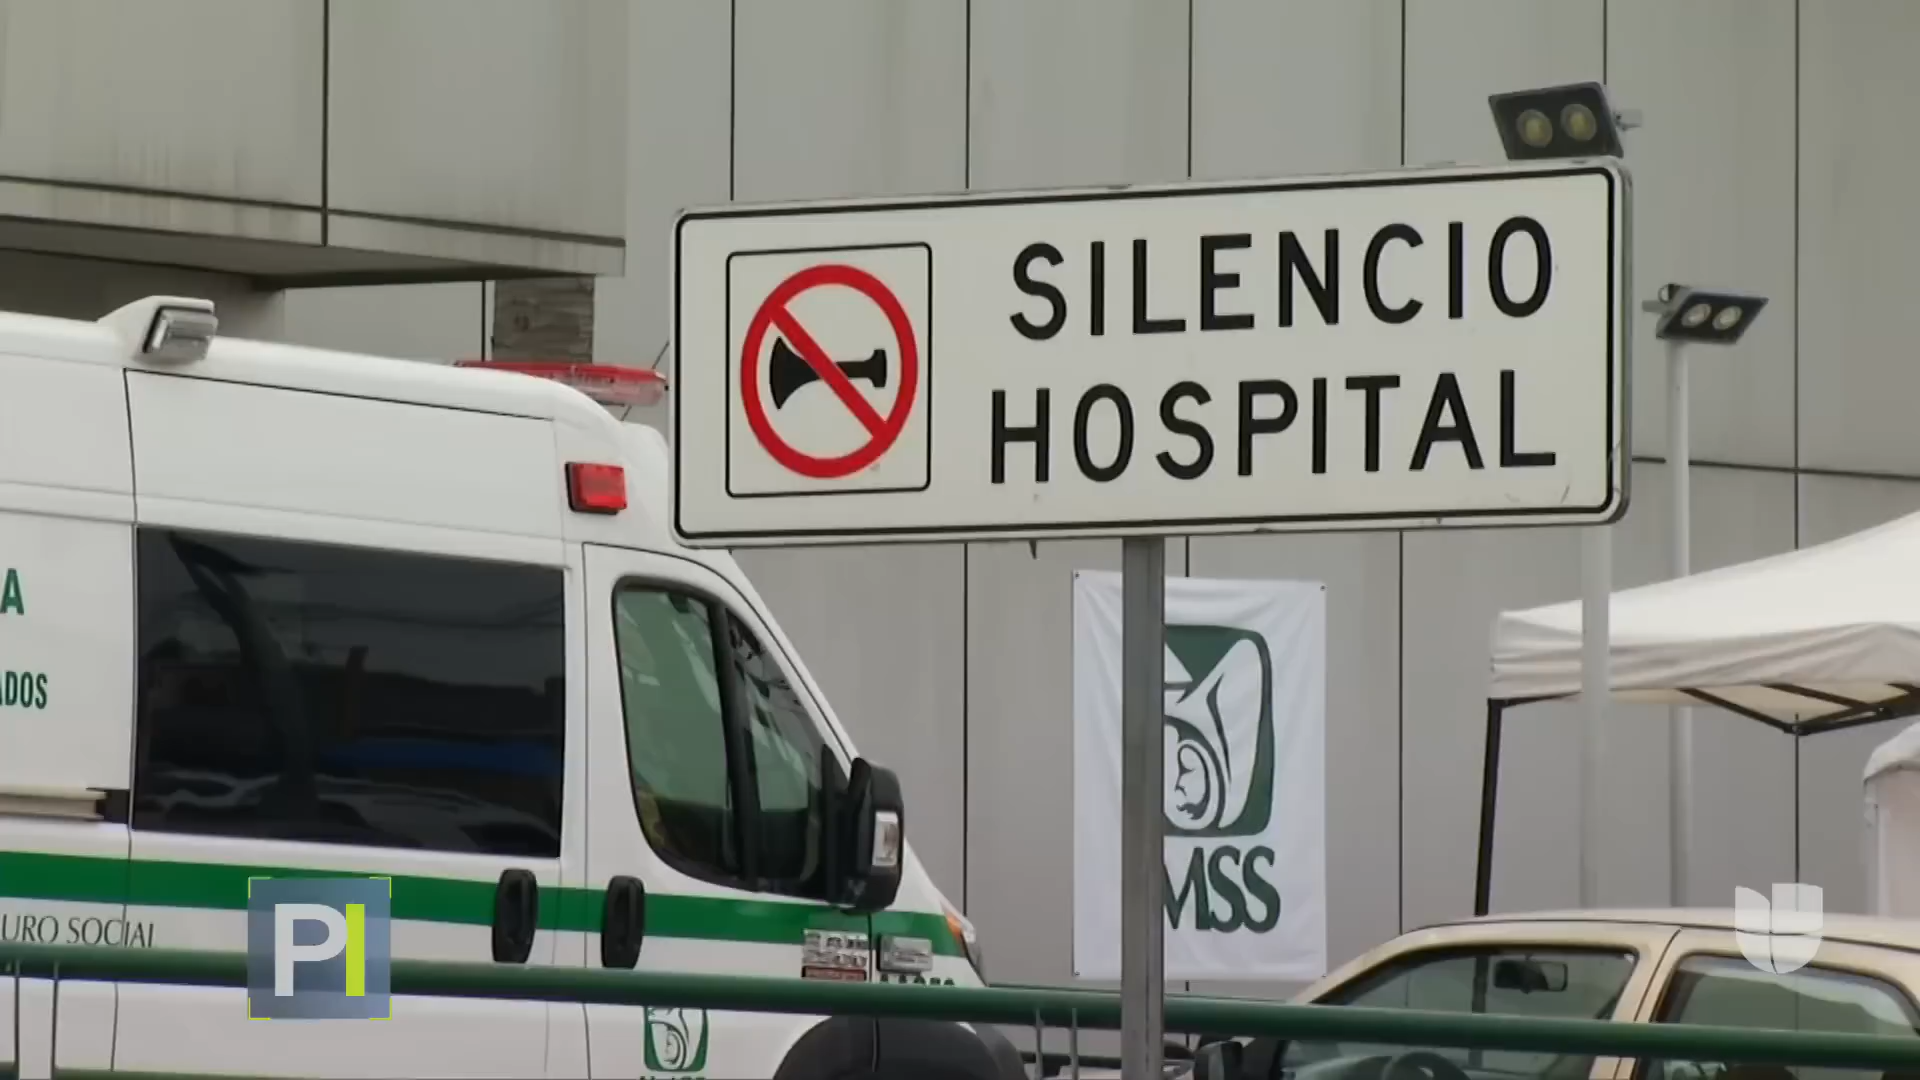 SILENCIO
HOSPITAL
A
ADOS
URO SOCIAL
MSS
PI